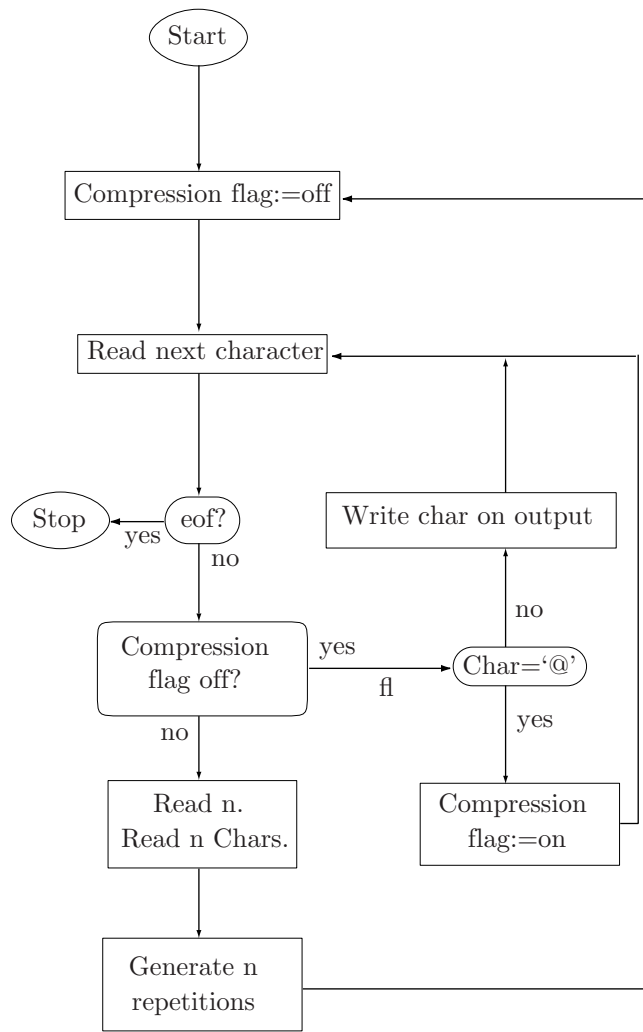 Start
Compression flag:=off
Read next character
Stop
yes
eof?
no
Write char on output
no
Compression
flag off?
yes
fl
Char=‘@’
yes
no
Read n.
Read n Chars.
Compression
flag:=on
Generate n
repetitions